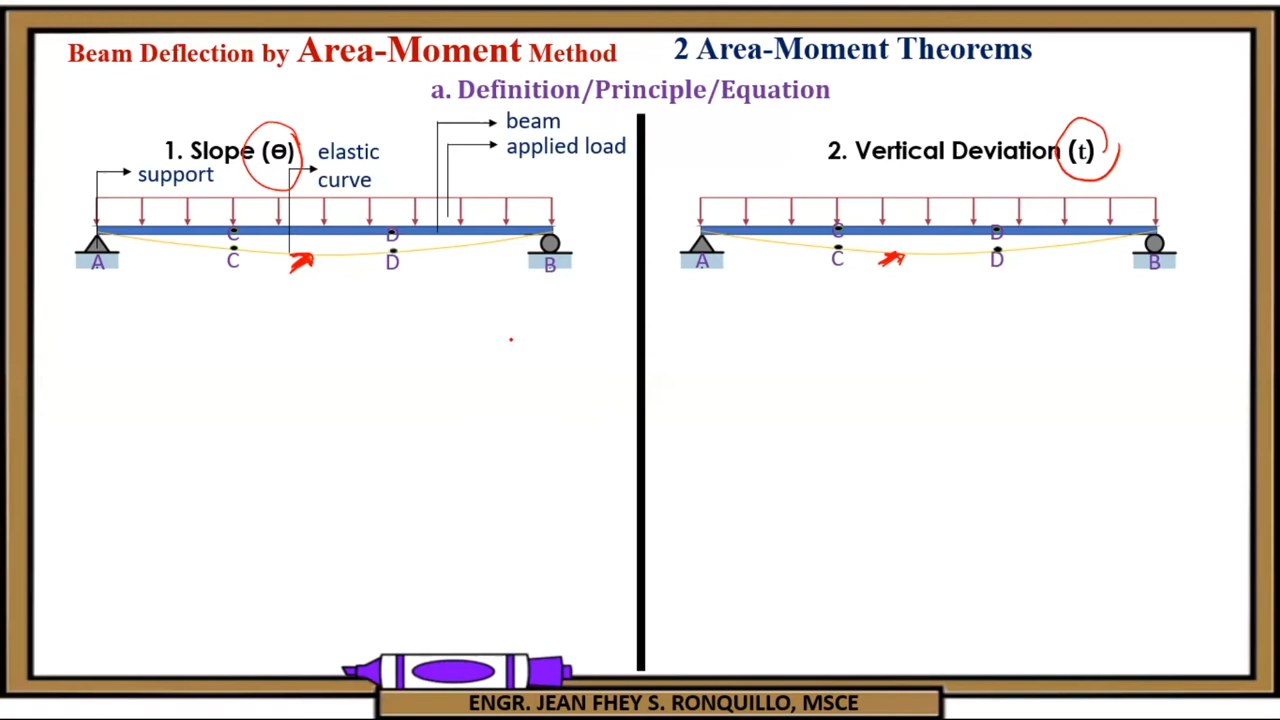 Beam Deflection by Area-Moment Method
2 Area-Moment Theorems
a. Definition/Principle/Equation
1. Slope (ɵ)
elastic
curve
beam
applied load
support
C
D
A
C
D
B
2. Vertical Deviation (t)
C
D
A
C
D
B
ENGR. JEAN FHEY S. RONQUILLO, MSCE